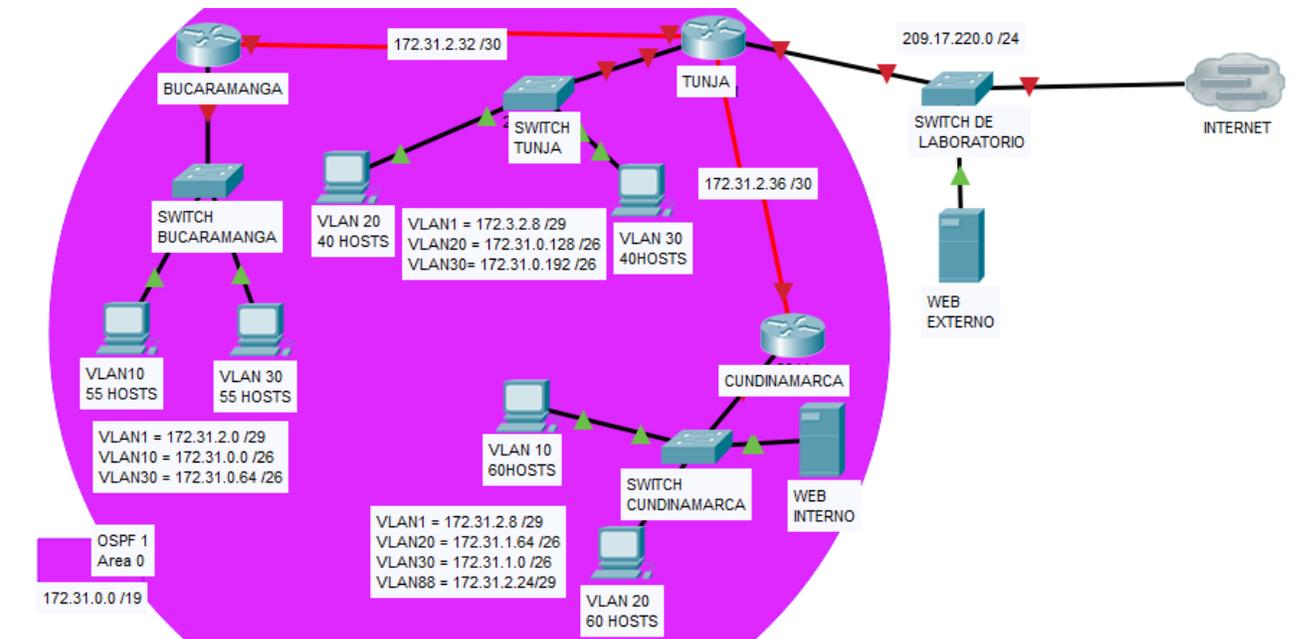 172.31.2.32 /30
209.17.220.0 /24
BUCARAMANGA
TUNJA
SWITCH
TUNJA
SWITCH DE
LABORATORIO
INTERNET
172.31.2.36 /30
VLAN 20
40 HOSTS
VLAN1 = 172.3.2.8 /29
VLAN20 = 172.31.0.128 /26
VLAN30= 172.31.0.192 /26
VLAN 30
40HOSTS
SWITCH
BUCARAMANGA
WEB
EXTERNO
VLAN10
55 HOSTS
VLAN 30
55 HOSTS
CUNDINAMARCA
VLAN1 = 172.31.2.0 /29
VLAN10 = 172.31.0.0 /26
VLAN30 = 172.31.0.64 /26
VLAN 10
60HOSTS
SWITCH
CUNDINAMARCA
WEB
INTERNO
VLAN1 = 172.31.2.8 /29
VLAN20 = 172.31.1.64 /26
VLAN30 = 172.31.1.0 /26
VLAN88 = 172.31.2.24/29
OSPF 1
Area 0
172.31.0.0 /19
VLAN 20
60 HOSTS